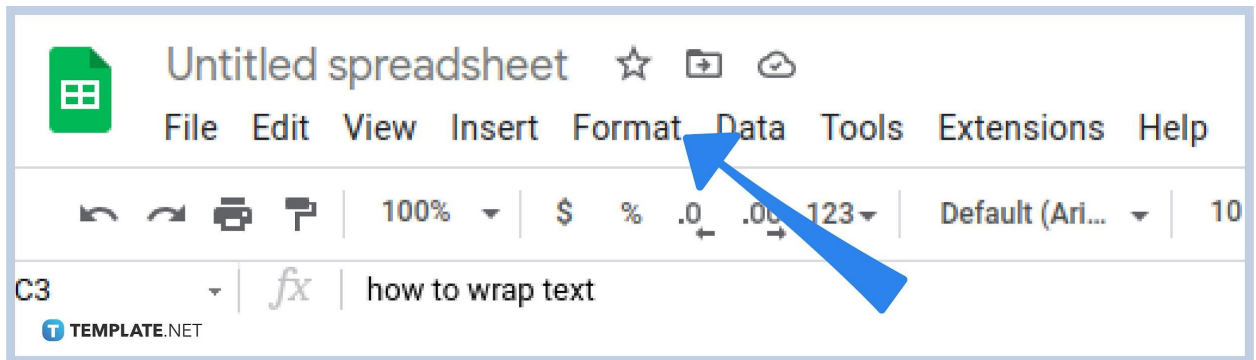 Untitled spreadsheet
File Edit View Insert Format Data Tools Extensions Help
100% $ % .0 .00 123 Default (Ari... 10
C3 fx how to wrap text
T TEMPLATE.NET